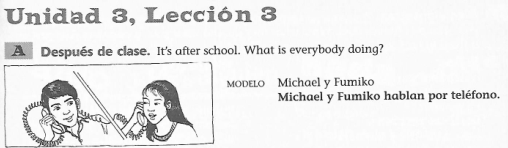 Unidad 3, Lección 3
A Después de clase. It's after school. What is everybody doing?
MODELO Michael y Fumiko
Michael y Fumiko hablan por teléfono.